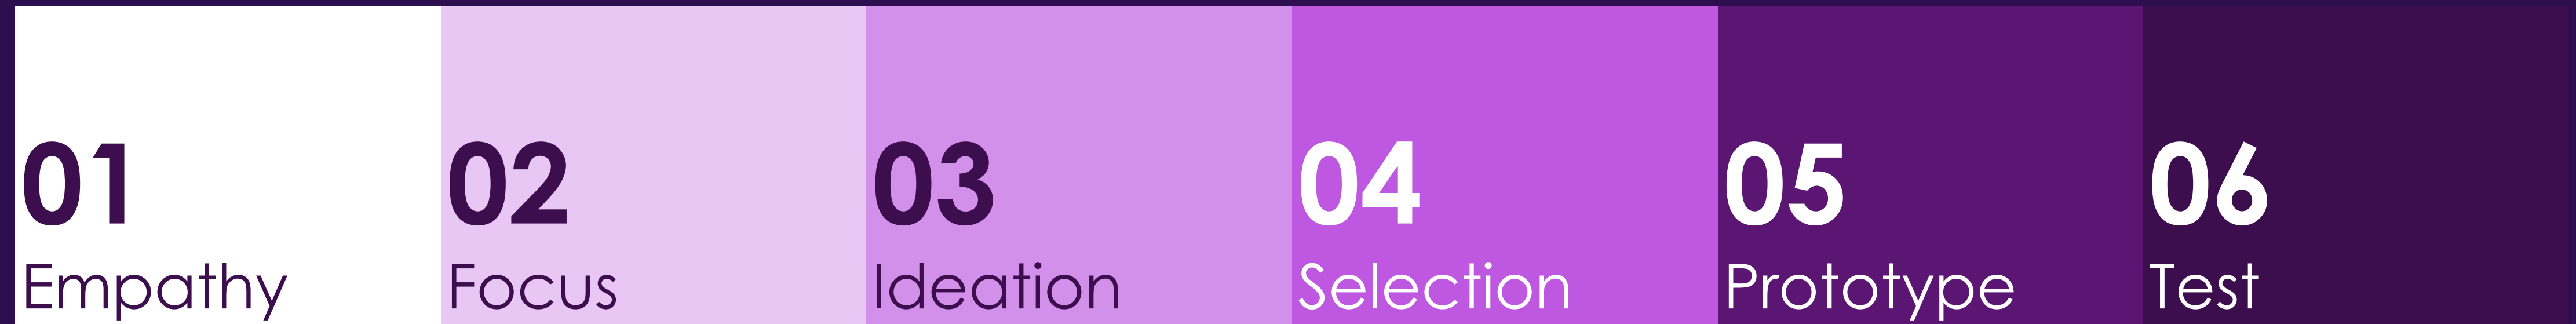 01
Empathy
02
Focus
03
Ideation
04
Selection
05
Prototype
06
Test